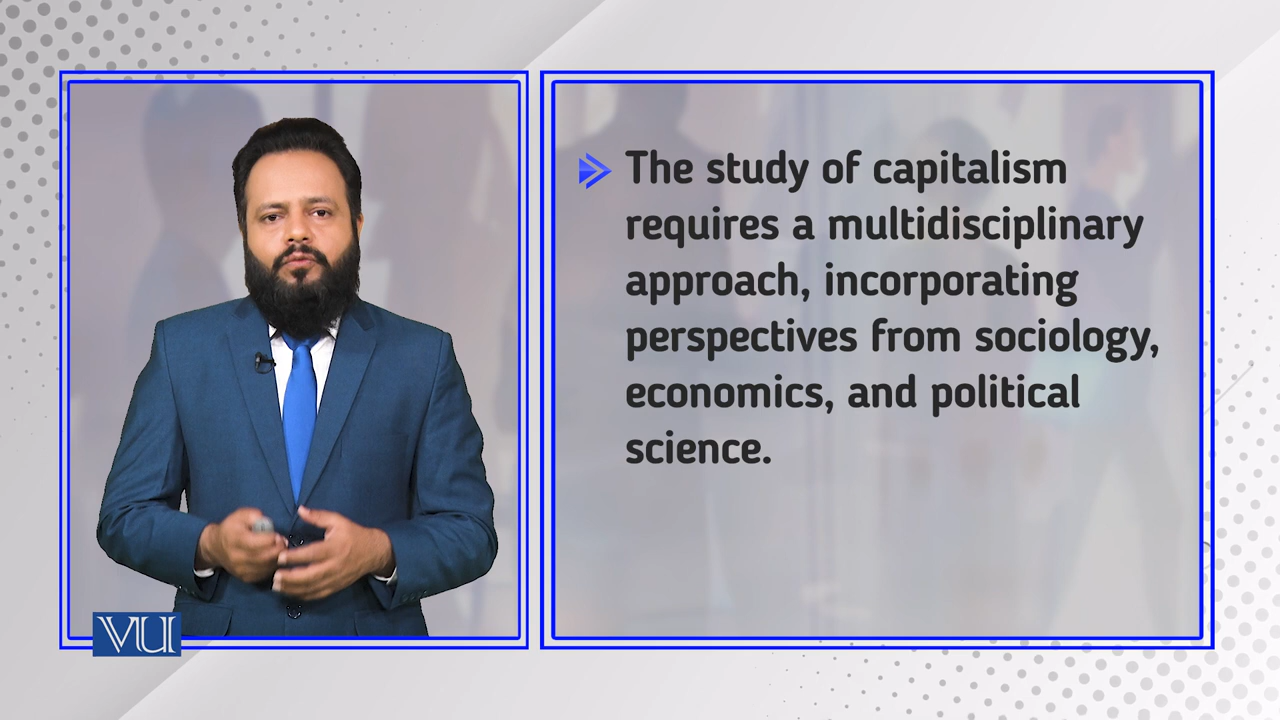 The study of capitalism
requires a multidisciplinary
approach, incorporating
perspectives from sociology,
economics, and political
science.
VU